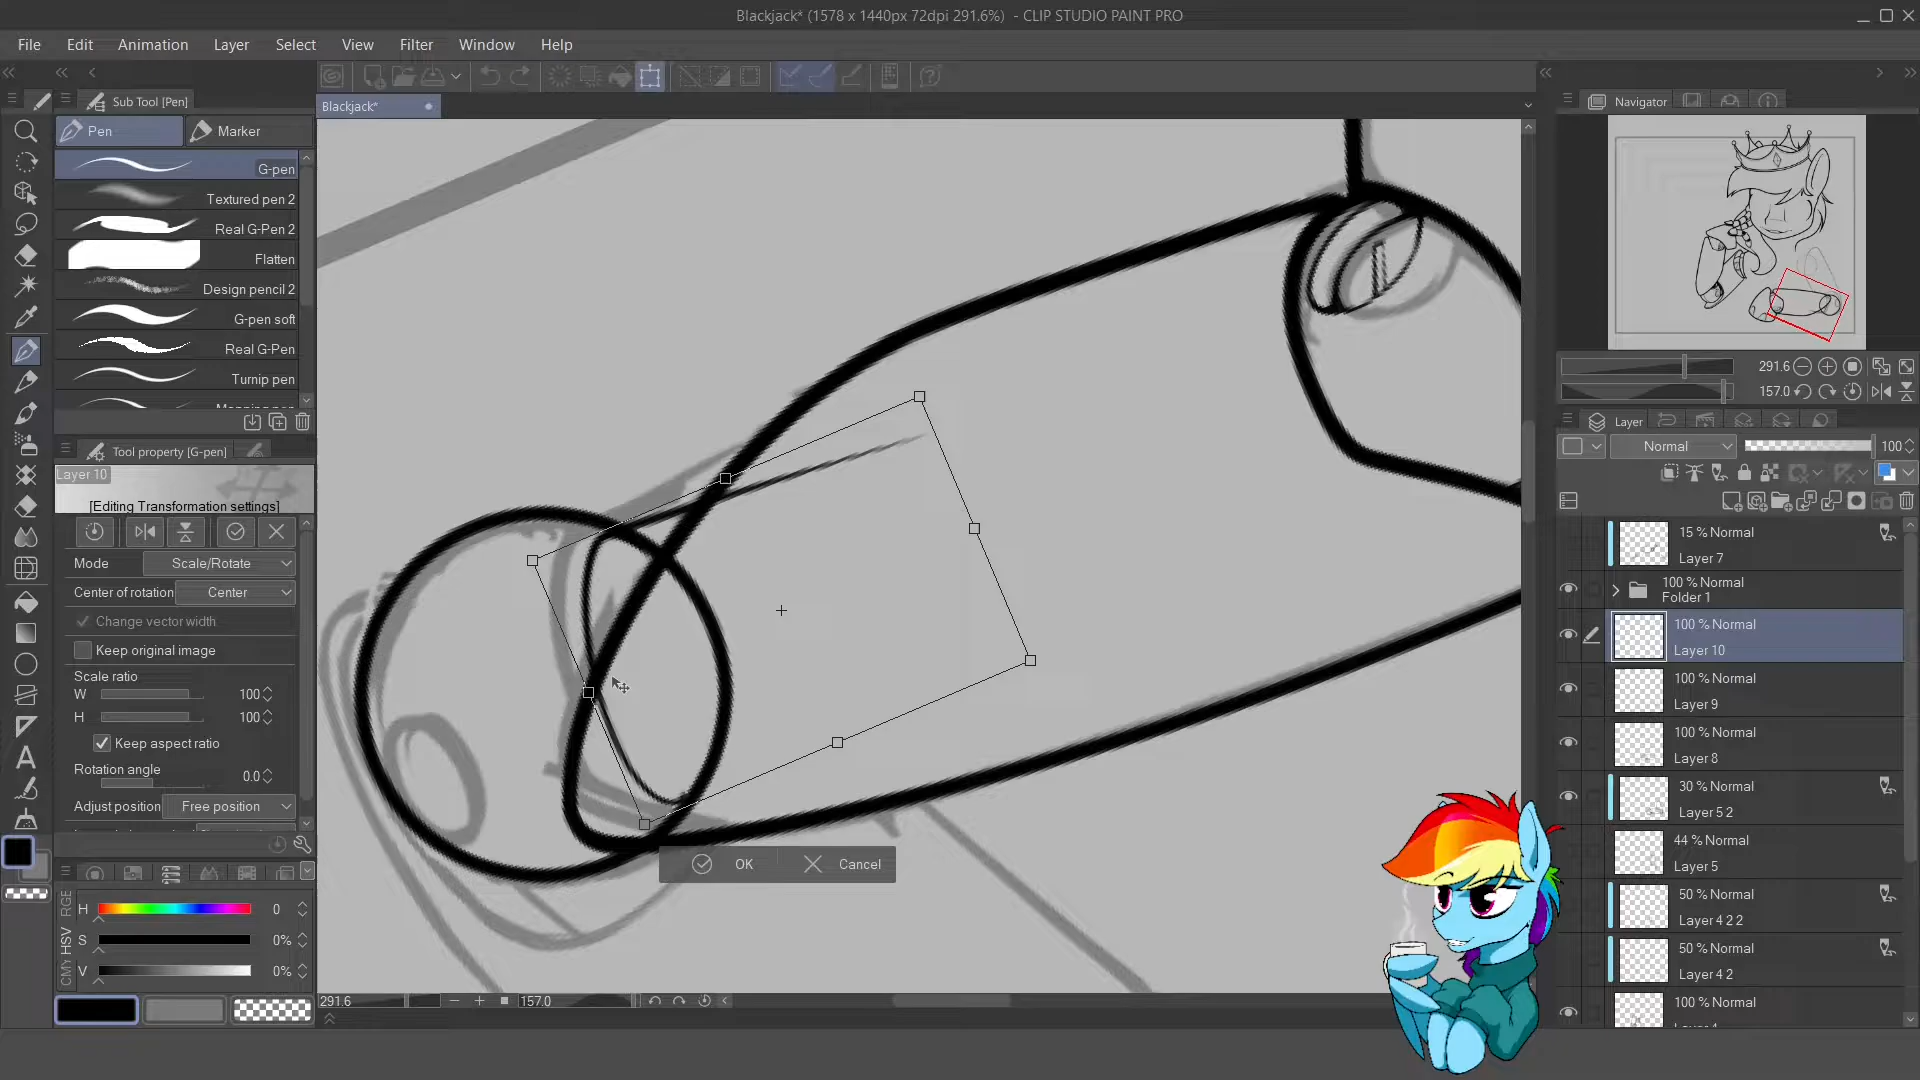 Blackjack* (1578 x 1440px 72dpi 291.6%) - CLIP STUDIO PAINT PRO
File Edit Animation Layer Select View Filter Window Help
Sub Tool [Pen]
Pen Marker
G-pen
Textured pen 2
Real G-Pen 2
Flatten
Design pencil 2
G-pen soft
Real G-Pen
Turnip pen
Tool property [G-pen]
Layer 10
[Editing Transformation settings]
Mode Scale/Rotate
Center of rotation Center
Change vector width
Keep original image
Scale ratio
W 100
H 100
Keep aspect ratio
Rotation angle
0.0
Adjust position Free position
RGB
HSV
CMY
H 0
S 0%
V 0%
Blackjack*
OK Cancel
291.6 157.0
Navigator
291.6
157.0
Layer
Normal 100
15 % Normal
Layer 7
100 % Normal
Folder 1
100 % Normal
Layer 10
100 % Normal
Layer 9
100 % Normal
Layer 8
30 % Normal
Layer 5 2
44 % Normal
Layer 5
50 % Normal
Layer 4 2 2
50 % Normal
Layer 4 2
100 % Normal